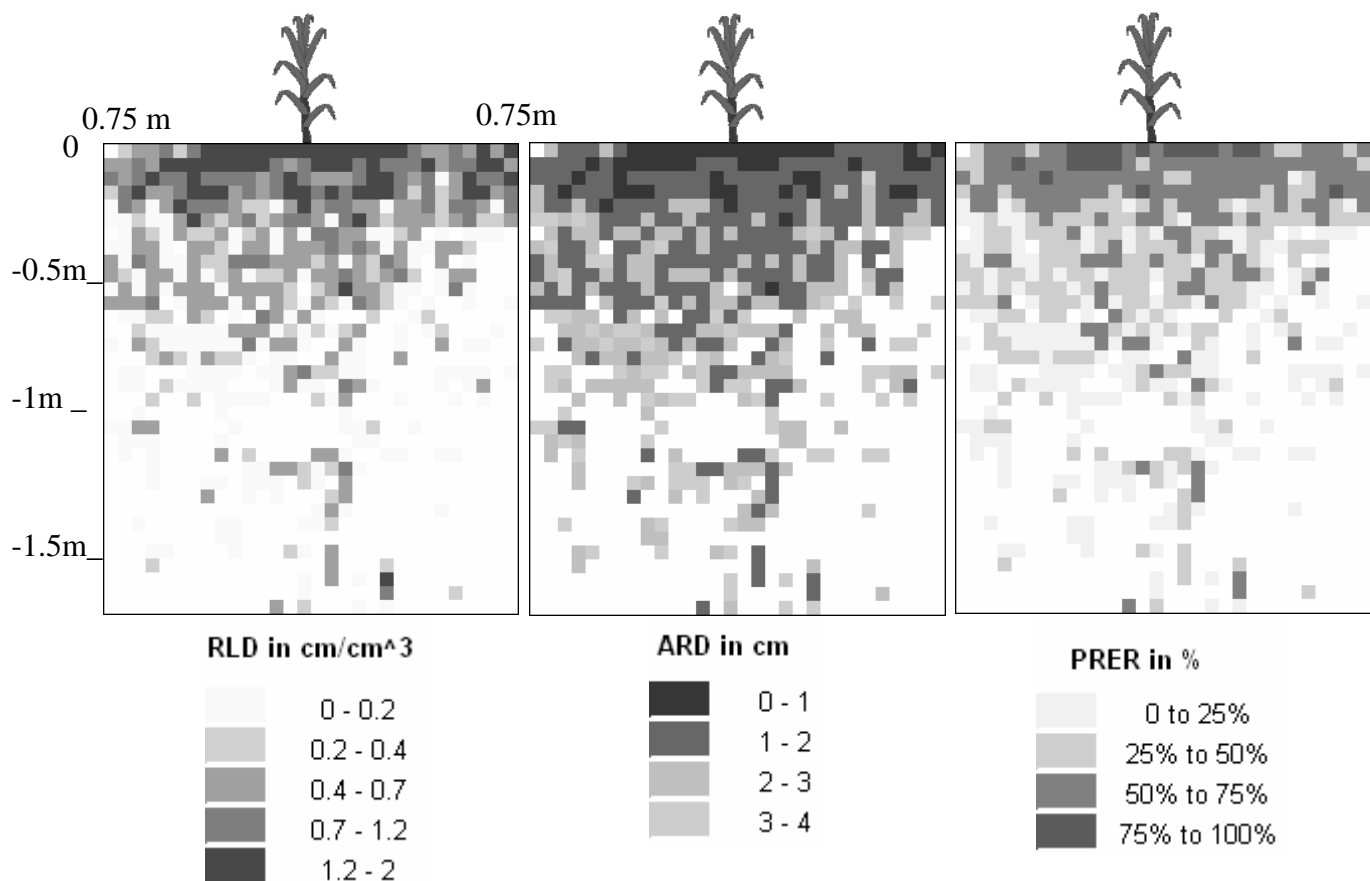 0.75 m
0.75m
0
-0.5m_
-1m _
-1.5m_
RLD in cm/cm^3
0 - 0.2
0.2 - 0.4
0.4 - 0.7
0.7 - 1.2
1.2 - 2
ARD in cm
0 - 1
1 - 2
2 - 3
3 - 4
PRER in %
0 to 25%
25% to 50%
50% to 75%
75% to 100%